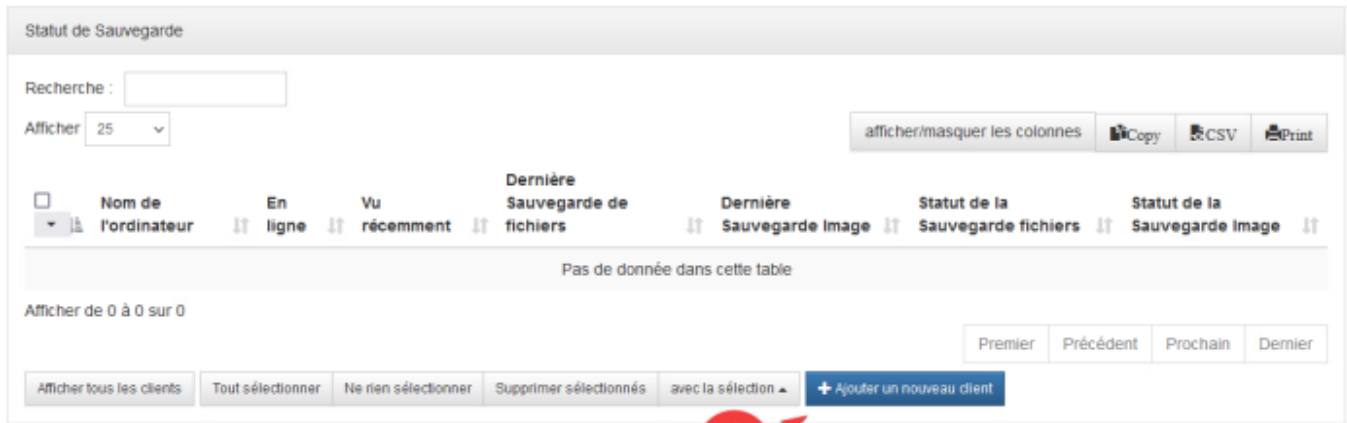 Statut de Sauvegarde
Recherche :
Afficher 25
afficher/masquer les colonnes Copy CSV Print
Nom de l'ordinateur
En ligne
Vu récemment
Dernière Sauvegarde de fichiers
Dernière Sauvegarde Image
Statut de la Sauvegarde fichiers
Statut de la Sauvegarde Image
Pas de donnée dans cette table
Afficher de 0 à 0 sur 0
Premier Précédent Prochain Dernier
Afficher tous les clients Tout sélectionner Ne rien sélectionner Supprimer sélectionnés avec la sélection Ajouter un nouveau client